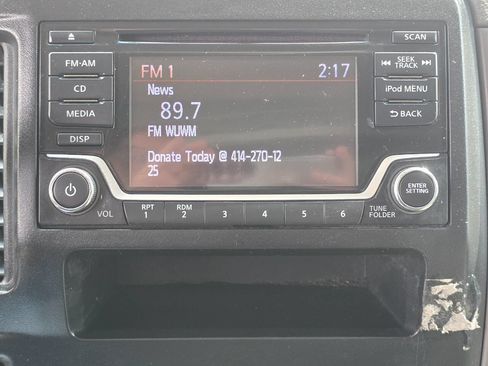 SCAN
FM·AM
CD
MEDIA
DISP
FM 1 2:17
News
89.7
FM WUWM
Donate Today @ 414-270-12
25
SEEK
TRACK
iPod MENU
BACK
VOL
RPT
1
RDM
2
3
4
5
6
TUNE
FOLDER
ENTER
SETTING